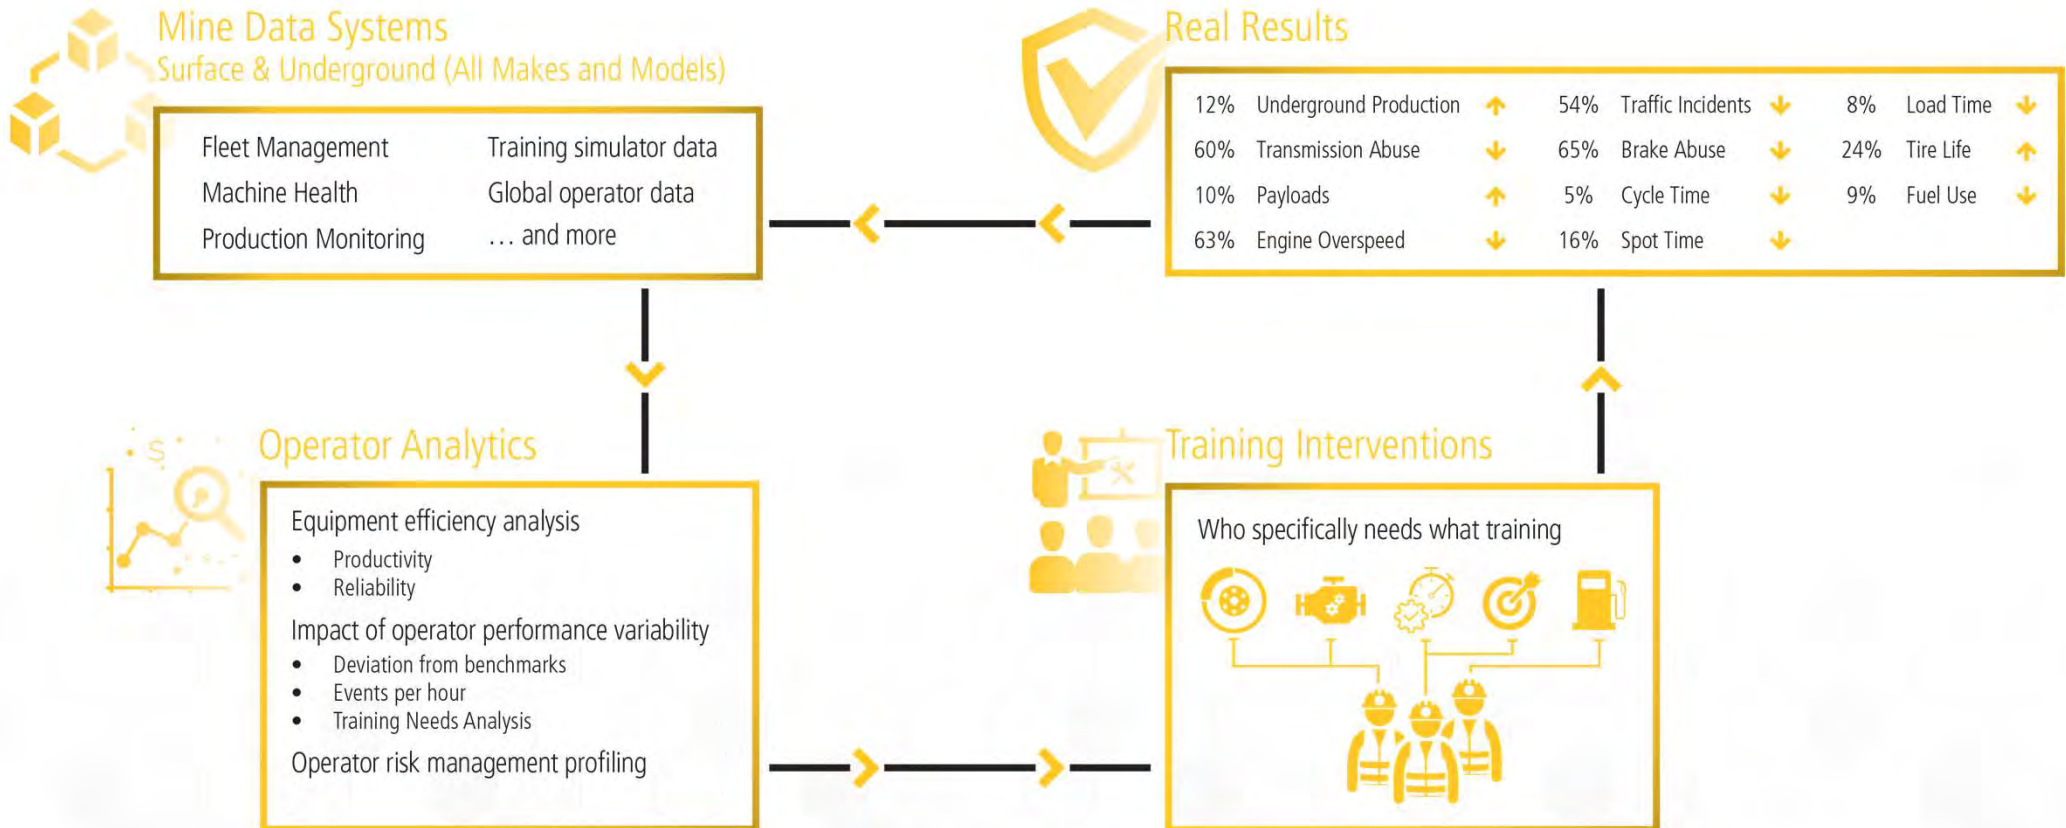 Mine Data Systems
Surface & Underground (All Makes and Models)
Fleet Management
Machine Health
Production Monitoring
Training simulator data
Global operator data
… and more
Real Results
12% Underground Production
60% Transmission Abuse
10% Payloads
63% Engine Overspeed
54% Traffic Incidents
65% Brake Abuse
5% Cycle Time
16% Spot Time
8% Load Time
24% Tire Life
9% Fuel Use
$
Operator Analytics
Equipment efficiency analysis
• Productivity
• Reliability
Impact of operator performance variability
• Deviation from benchmarks
• Events per hour
• Training Needs Analysis
Operator risk management profiling
Training Interventions
Who specifically needs what training